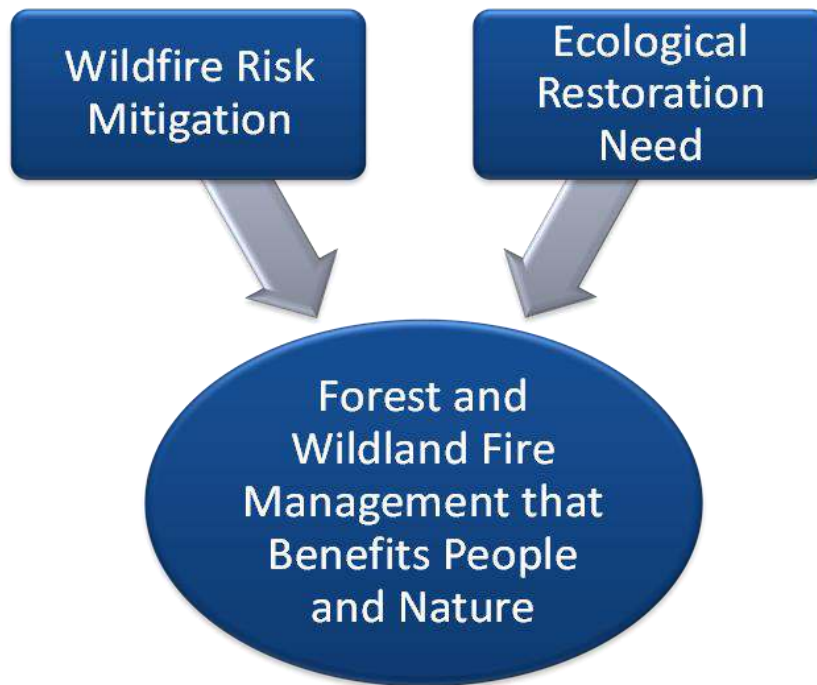 Wildfire Risk
Mitigation
Ecological
Restoration
Need
Forest and
Wildland Fire
Management that
Benefits People
and Nature